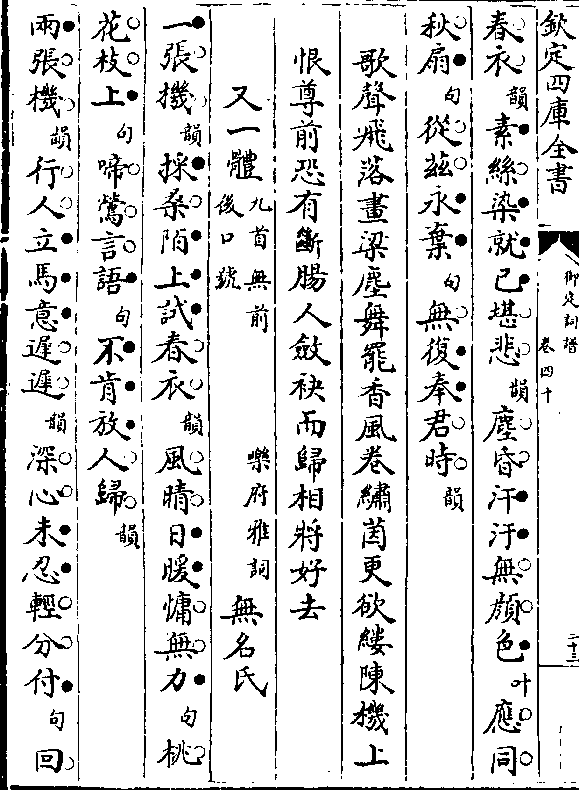 欽定四庫全書
御定詞譜
卷四十
二十三
春衣韻素絲染就已堪悲韻塵昏汗汙無顔色叶應同
秋扇句從兹永棄句無復奉君時韻
歌聲飛落畫梁塵舞罷香風卷繡茵更欲縷陳機上
恨尊前恐有斷腸人斂袂而歸相將好去
又一體九首無前後口號 樂府雅詞 無名氏
一張機韻採桑陌上試春衣韻風晴日暖慵無力句桃
花枝上句啼鶯言語句不肯放人歸韻
兩張機韻行人立馬意遲遲韻深心未忍輕分付句回